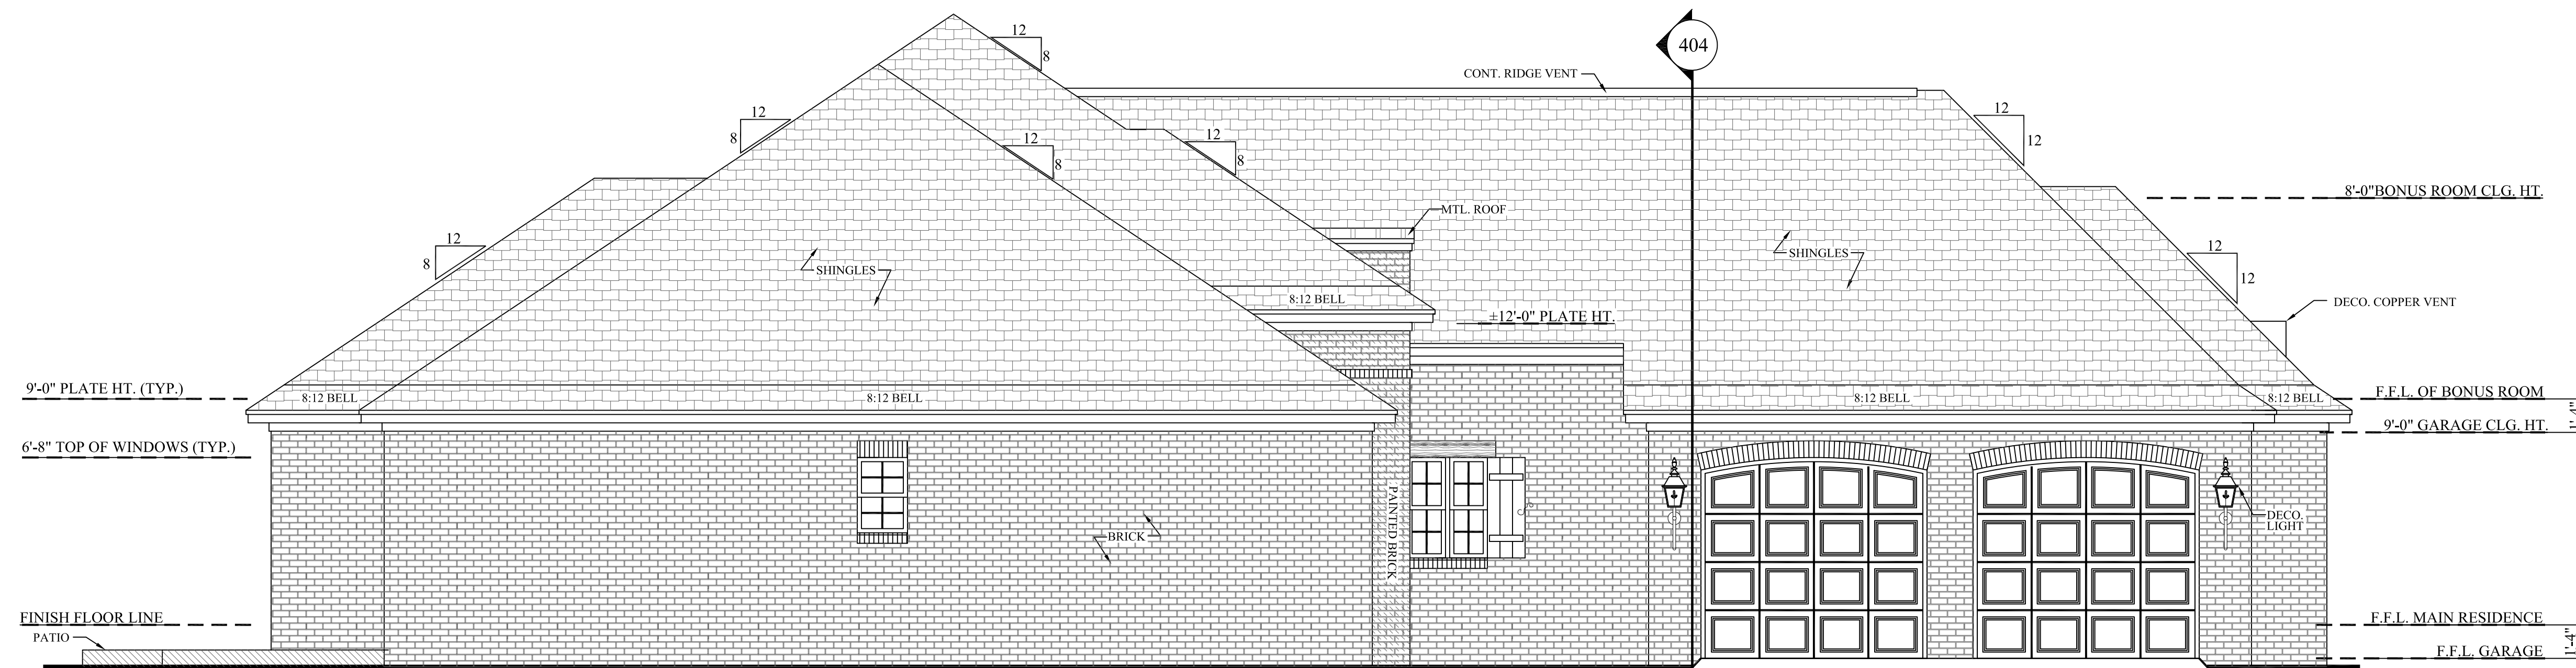 12
8
404
CONT. RIDGE VENT
12
8
12
12
12
8
12
8
8'-0"BONUS ROOM CLG. HT.
MTL. ROOF
12
8
SHINGLES
SHINGLES
12
12
8:12 BELL
DECO. COPPER VENT
±12'-0" PLATE HT.
9'-0" PLATE HT. (TYP.)
8:12 BELL
8:12 BELL
8:12 BELL
8:12 BELL
F.F.L. OF BONUS ROOM
1'-4"
9'-0" GARAGE CLG. HT.
6'-8" TOP OF WINDOWS (TYP.)
PAINTED BRICK
BRICK
DECO.
LIGHT
FINISH FLOOR LINE
F.F.L. MAIN RESIDENCE
PATIO
1'-4"
F.F.L. GARAGE